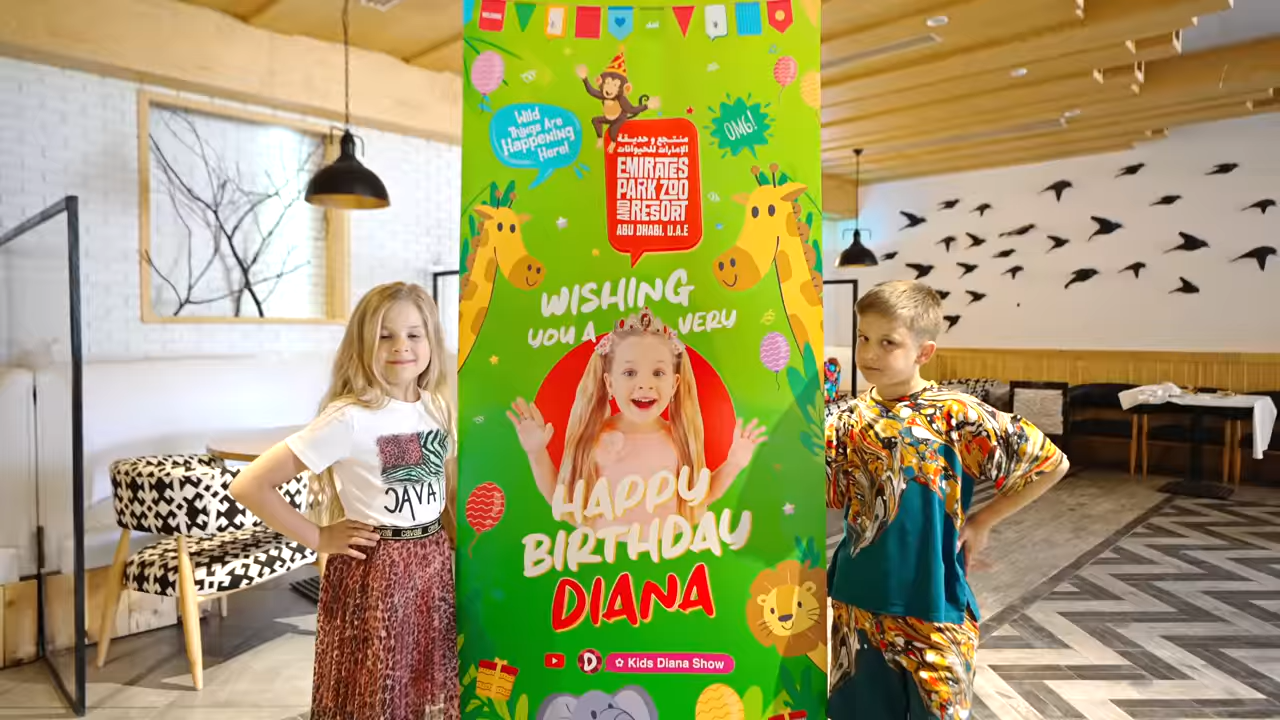 Wild
Things Are
Happening
Here!
OMG!
منتجع و حديقة
الإمارات للحيوانات
EMIRATES
PARK ZOO
AND RESORT
ABU DHABI, U.A.E
WISHING
YOU A VERY
HAPPY
BIRTHDAY
DIANA
D Kids Diana Show
cavalli